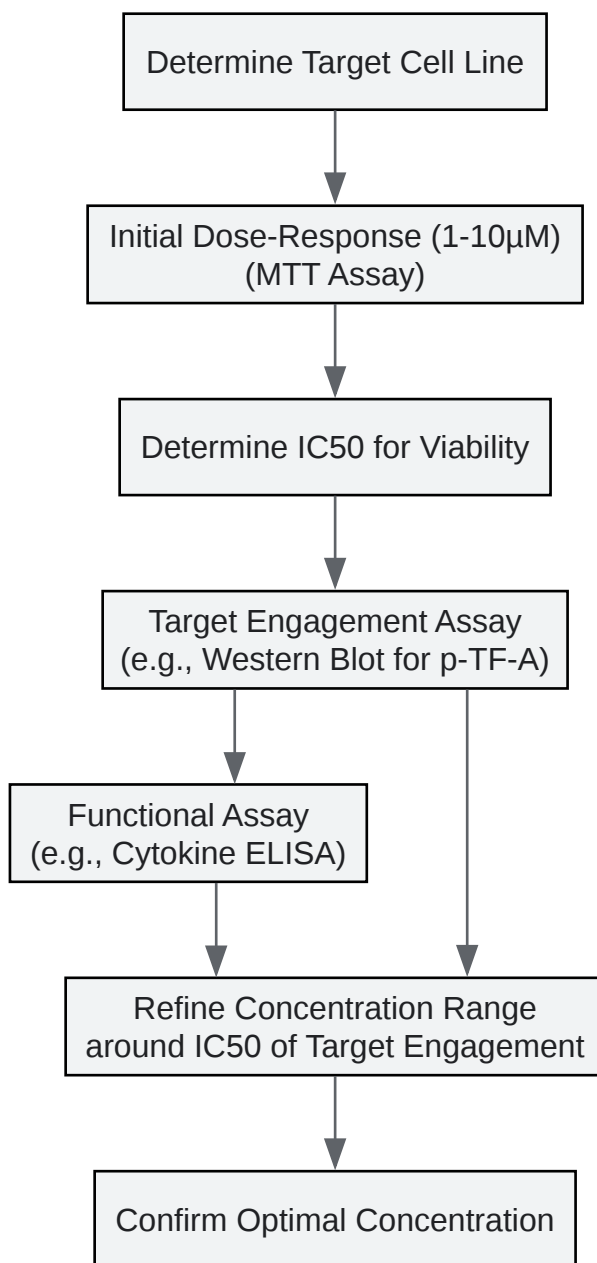 Determine Target Cell Line
Initial Dose-Response (1-10µM)
(MTT Assay)
Determine IC50 for Viability
Target Engagement Assay
(e.g., Western Blot for p-TF-A)
Functional Assay
(e.g., Cytokine ELISA)
Refine Concentration Range
around IC50 of Target Engagement
Confirm Optimal Concentration